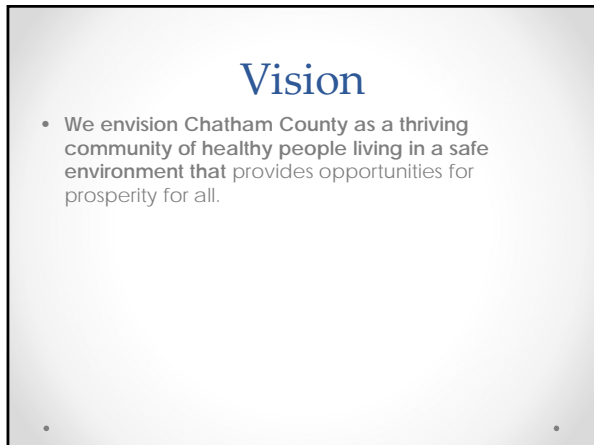 Vision
• We envision Chatham County as a thriving
community of healthy people living in a safe
environment that provides opportunities for
prosperity for all.